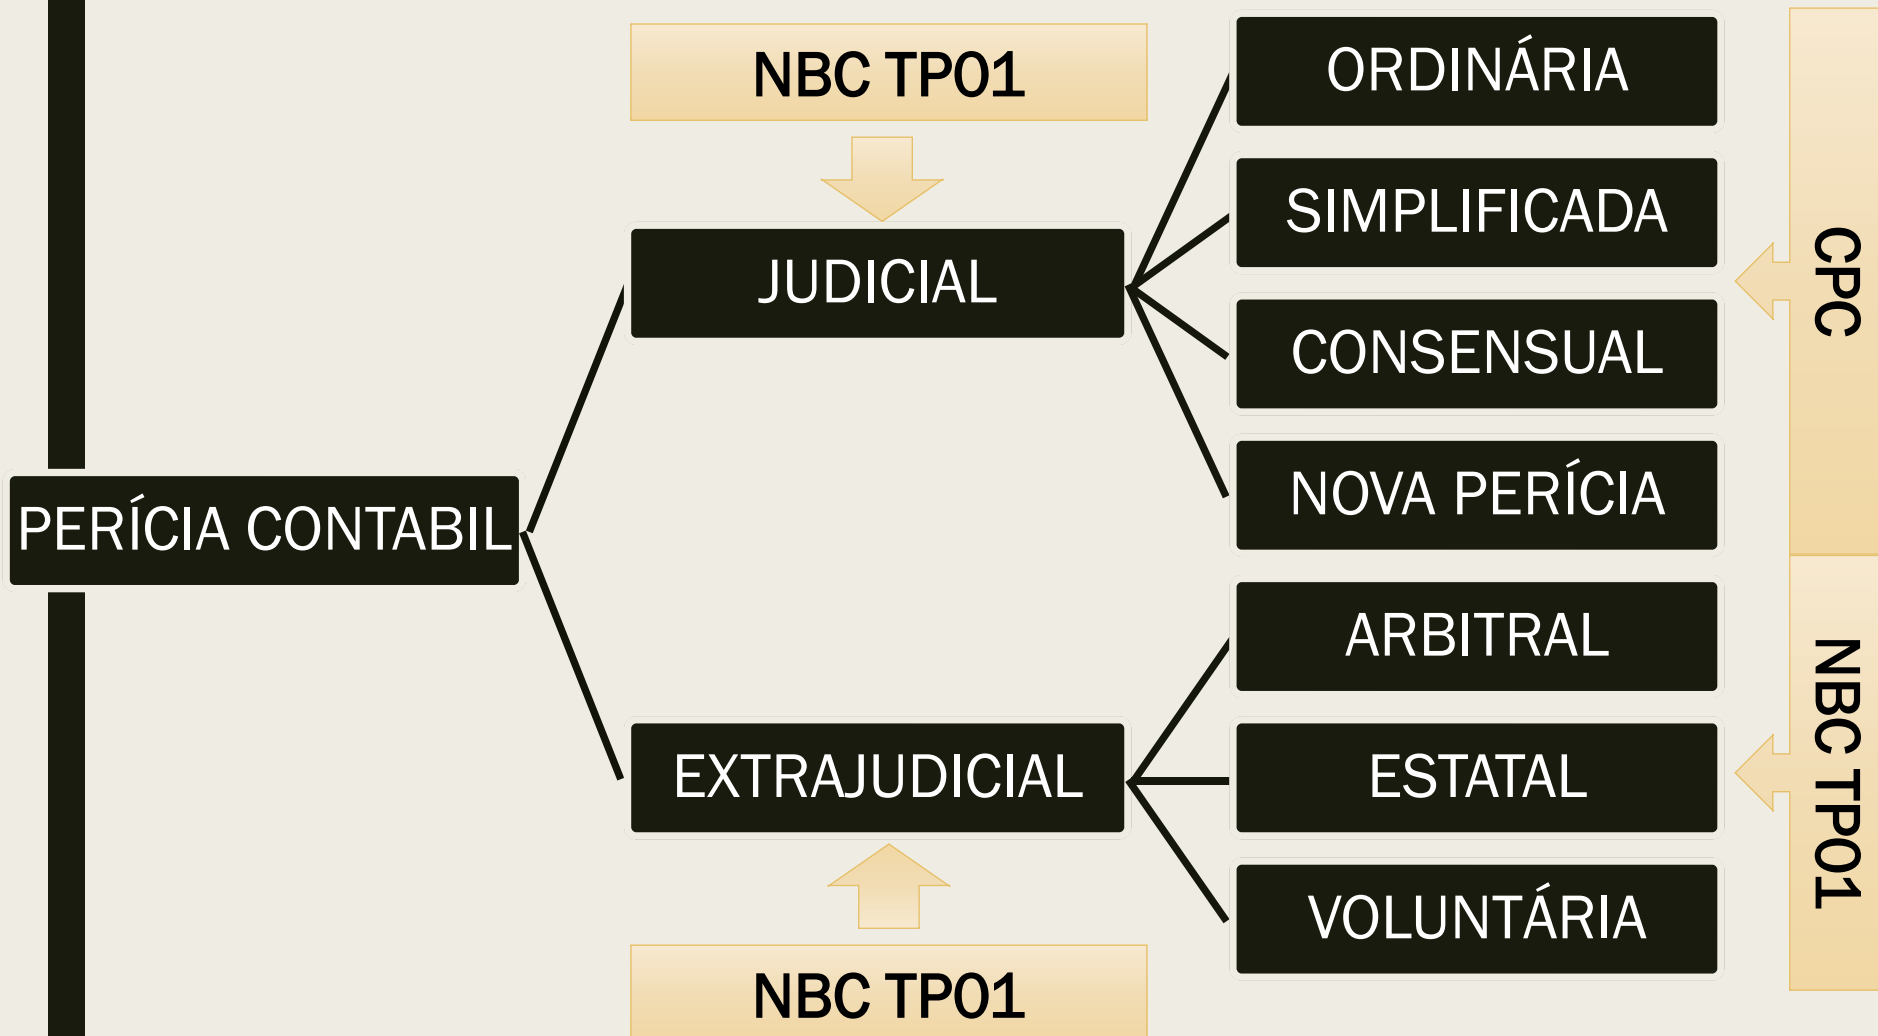 NBC TP01
ORDINÁRIA
SIMPLIFICADA
JUDICIAL
CONSENSUAL
CPC
NOVA PERÍCIA
PERÍCIA CONTABIL
ARBITRAL
EXTRAJUDICIAL
ESTATAL
NBC TP01
VOLUNTÁRIA
NBC TP01